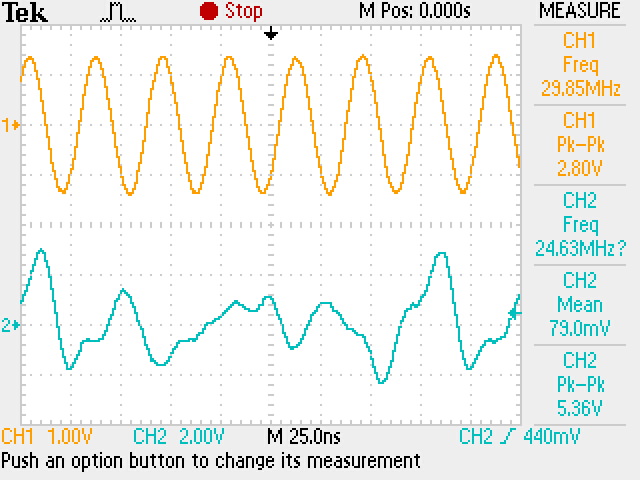 Tek Stop M Pos: 0.000s MEASURE
CH1
Freq
29.85MHz
CH1
Pk-Pk
2.80V
CH2
Freq
24.63MHz?
CH2
Mean
79.0mV
CH2
Pk-Pk
5.36V
1
2
CH1 1.00V CH2 2.00V M 25.0ns CH2 440mV
Push an option button to change its measurement